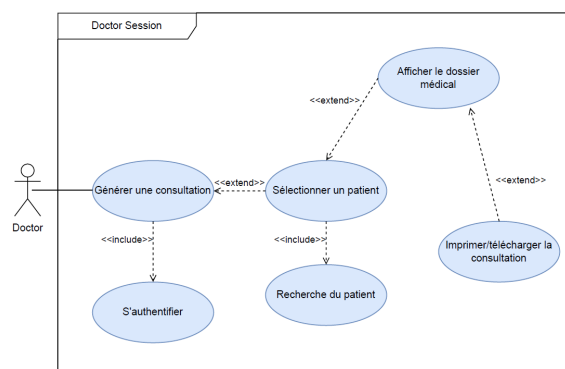 Doctor Session
Afficher le dossier
médical
<<extend>>
Générer une consultation
<<extend>>
Sélectionner un patient
<<extend>>
Doctor
<<include>>
<<include>>
Imprimer/télécharger la
consultation
S'authentifier
Recherche du patient